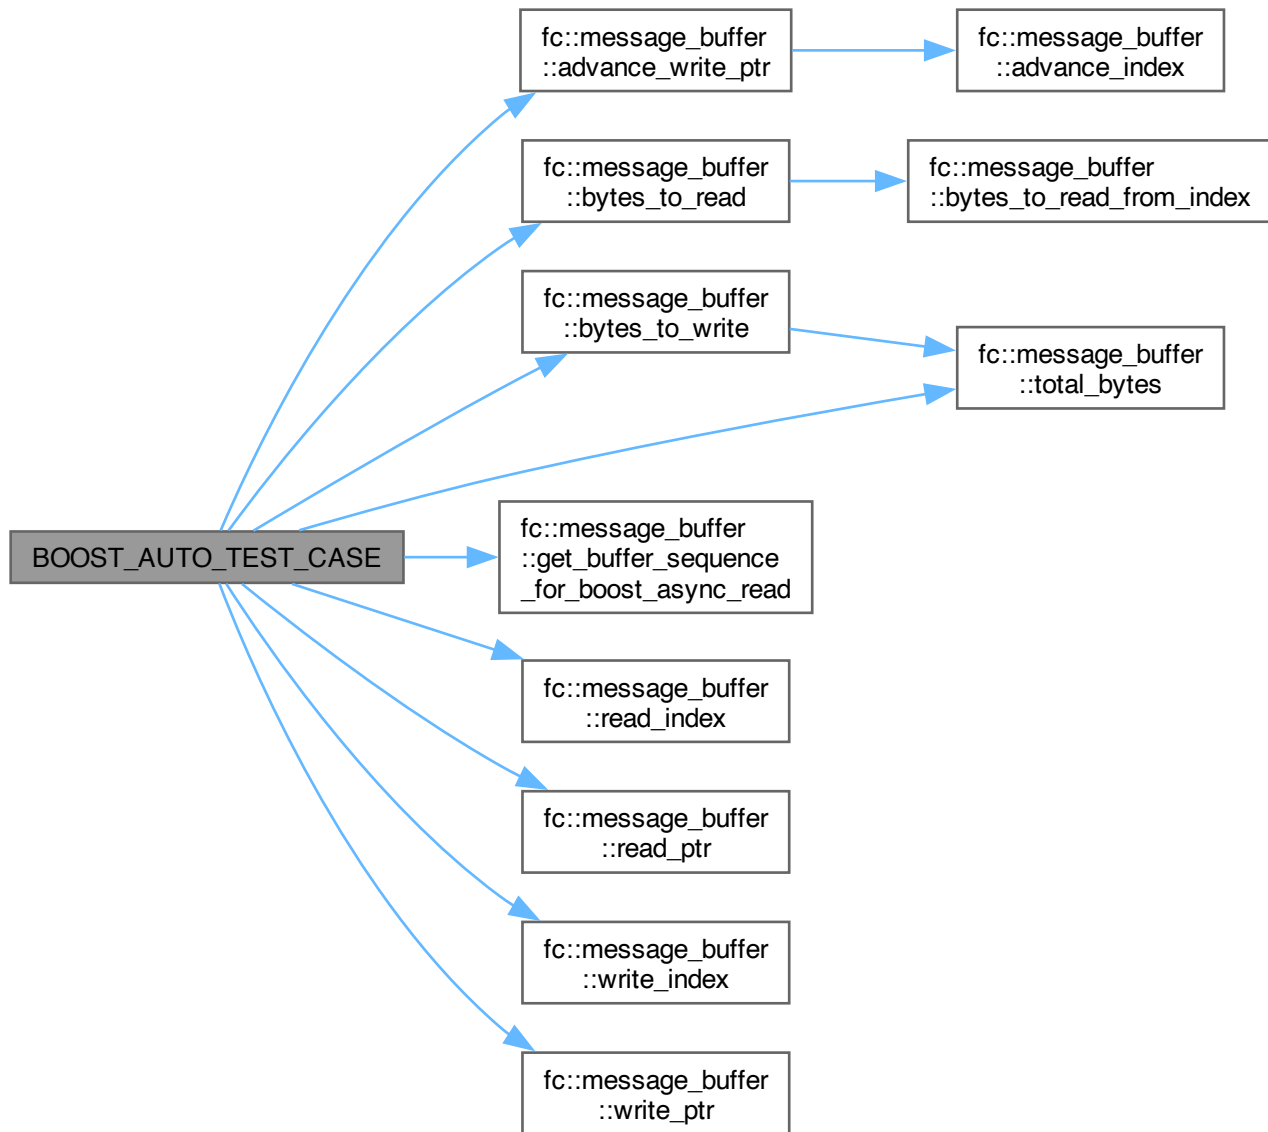 fc::message_buffer
::advance_write_ptr
fc::message_buffer
::advance_index
fc::message_buffer
::bytes_to_read
fc::message_buffer
::bytes_to_read_from_index
fc::message_buffer
::bytes_to_write
fc::message_buffer
::total_bytes
BOOST_AUTO_TEST_CASE
fc::message_buffer
::get_buffer_sequence
_for_boost_async_read
fc::message_buffer
::read_index
fc::message_buffer
::read_ptr
fc::message_buffer
::write_index
fc::message_buffer
::write_ptr